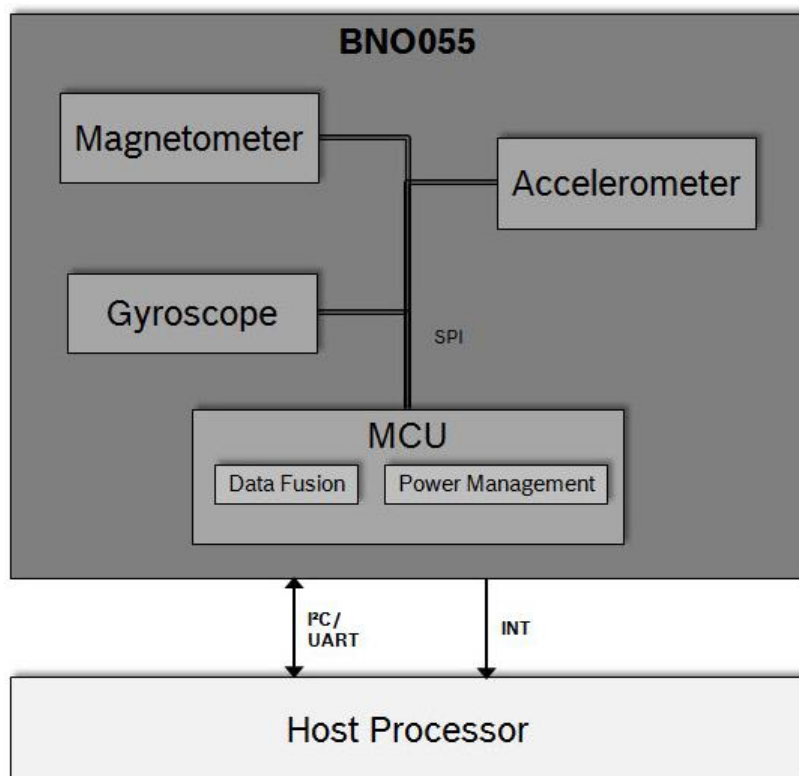 BNO055
Magnetometer
Accelerometer
Gyroscope
SPI
MCU
Data Fusion
Power Management
I²C/
UART
INT
Host Processor